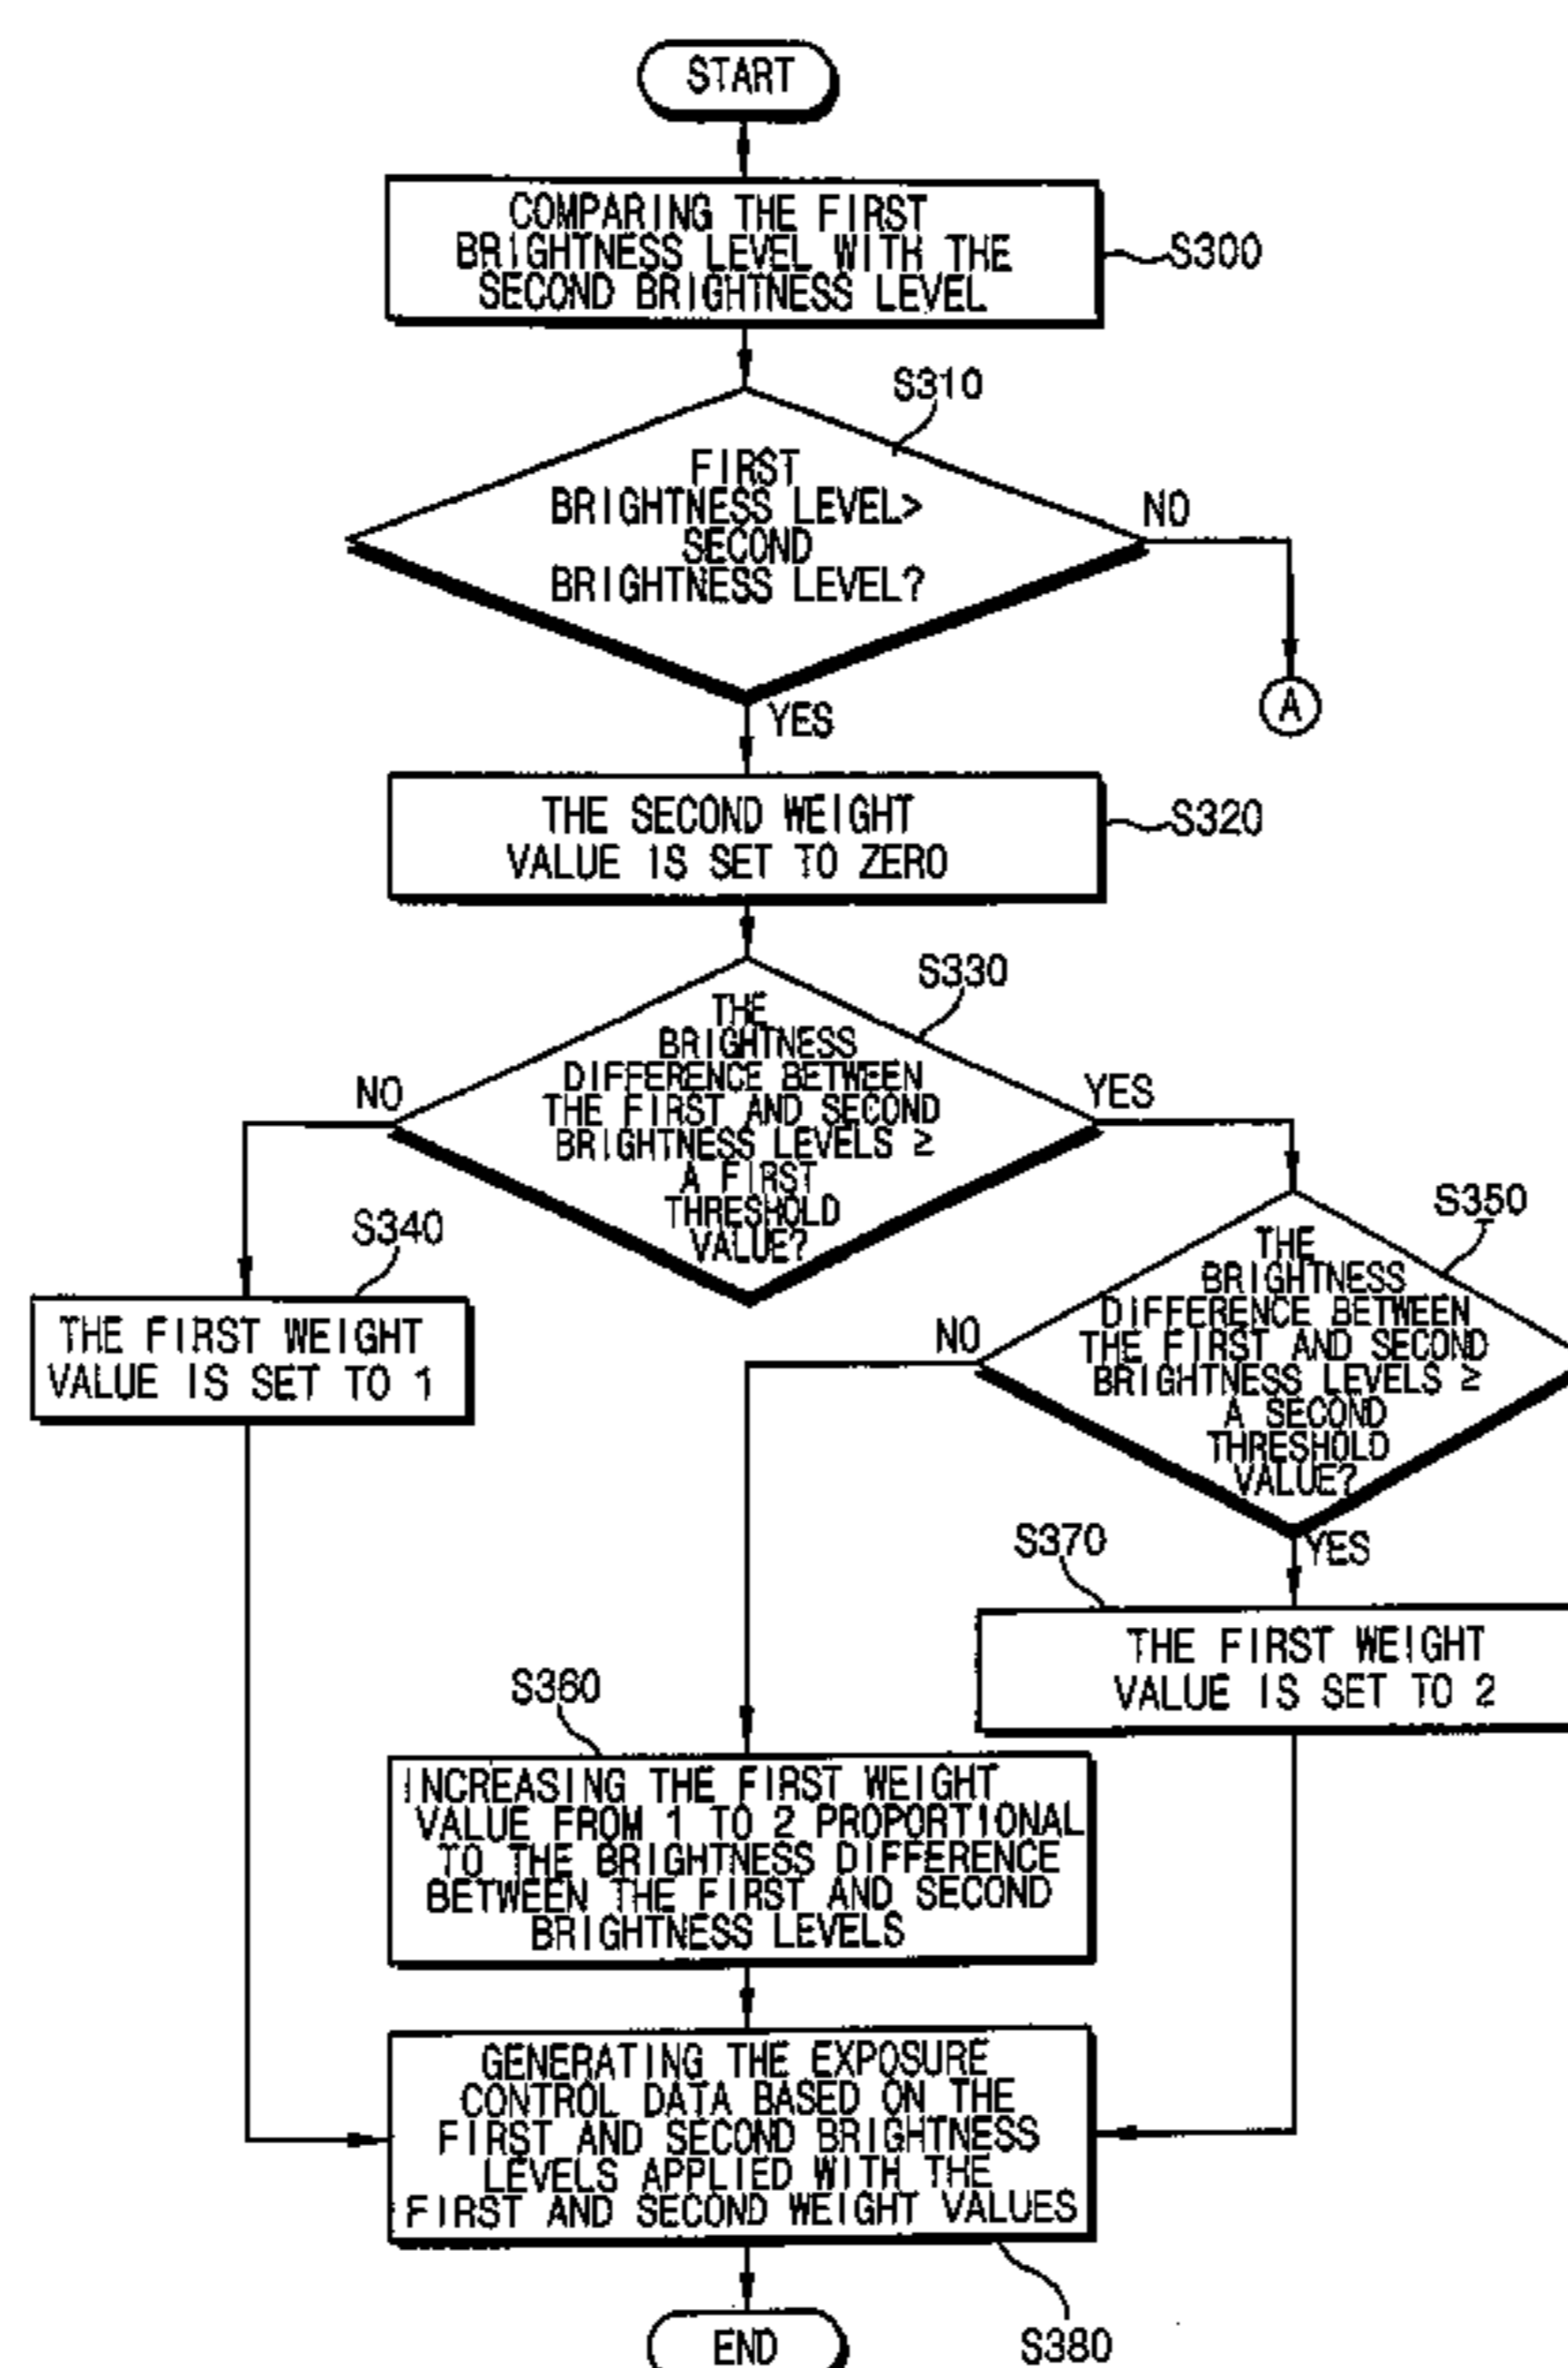 START
COMPARING THE FIRST
BRIGHTNESS LEVEL WITH THE
SECOND BRIGHTNESS LEVEL
S300
S310
FIRST
BRIGHTNESS LEVEL>
SECOND
BRIGHTNESS LEVEL?
NO
A
YES
THE SECOND WEIGHT
VALUE IS SET TO ZERO
S320
S330
THE
BRIGHTNESS
DIFFERENCE BETWEEN
THE FIRST AND SECOND
BRIGHTNESS LEVELS ≥
A FIRST
THRESHOLD
VALUE?
NO
YES
S340
THE FIRST WEIGHT
VALUE IS SET TO 1
S350
THE
BRIGHTNESS
DIFFERENCE BETWEEN
THE FIRST AND SECOND
BRIGHTNESS LEVELS ≥
A SECOND
THRESHOLD
VALUE?
NO
YES
S370
THE FIRST WEIGHT
VALUE IS SET TO 2
S360
INCREASING THE FIRST WEIGHT
VALUE FROM 1 TO 2 PROPORTIONAL
TO THE BRIGHTNESS DIFFERENCE
BETWEEN THE FIRST AND SECOND
BRIGHTNESS LEVELS
GENERATING THE EXPOSURE
CONTROL DATA BASED ON THE
FIRST AND SECOND BRIGHTNESS
LEVELS APPLIED WITH THE
FIRST AND SECOND WEIGHT VALUES
S380
END